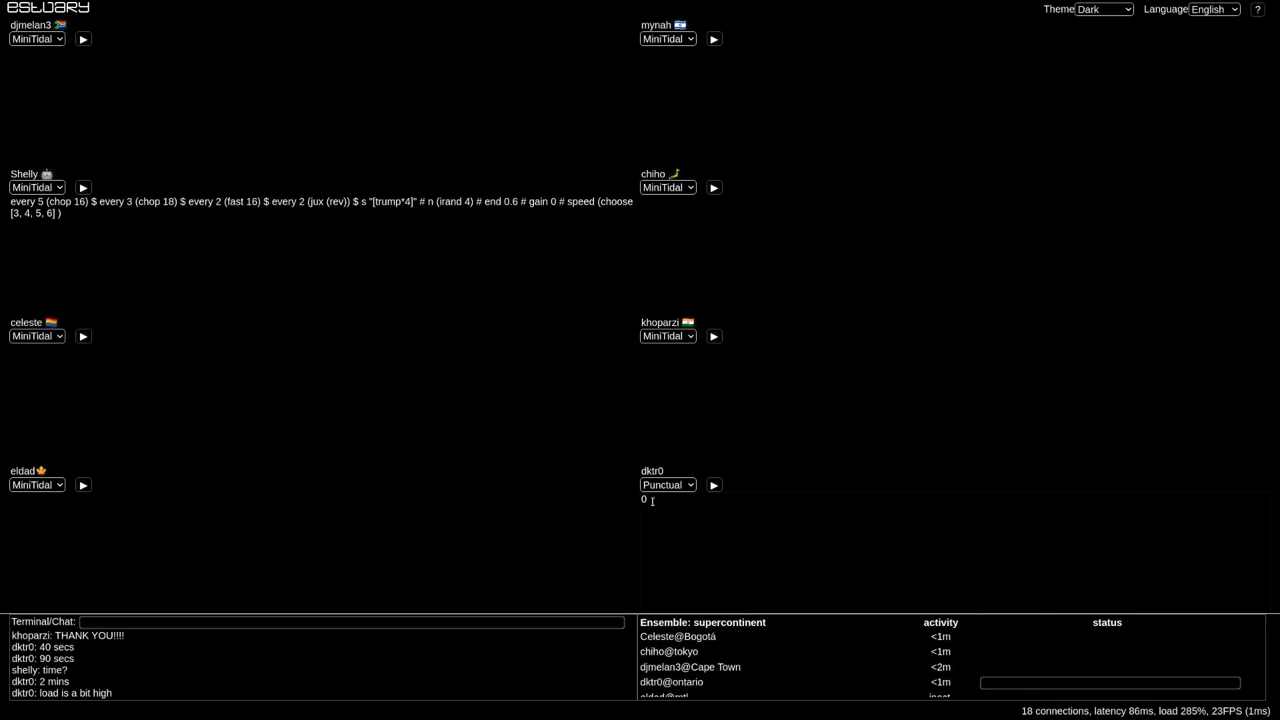 estuary
Theme Dark Language English ?
djmelan3 🇿🇦
MiniTidal ▶
mynah 🇮🇱
MiniTidal ▶
Shelly 🤖
MiniTidal ▶
every 5 (chop 16) $ every 3 (chop 18) $ every 2 (fast 16) $ every 2 (jux (rev)) $ s "[trump*4]" # n (irand 4) # end 0.6 # gain 0 # speed (choose
[3, 4, 5, 6] )
chiho
MiniTidal ▶
celeste 🏳️‍🌈
MiniTidal ▶
khoparzi 🇮🇳
MiniTidal ▶
eldad🍁
MiniTidal ▶
dktr0
Punctual ▶
0
Terminal/Chat:
khoparzi: THANK YOU!!!!
dktr0: 40 secs
dktr0: 90 secs
shelly: time?
dktr0: 2 mins
dktr0: load is a bit high
Ensemble: supercontinent activity status
Celeste@Bogotá <1m
chiho@tokyo <1m
djmelan3@Cape Town <2m
dktr0@ontario <1m
18 connections, latency 86ms, load 285%, 23FPS (1ms)